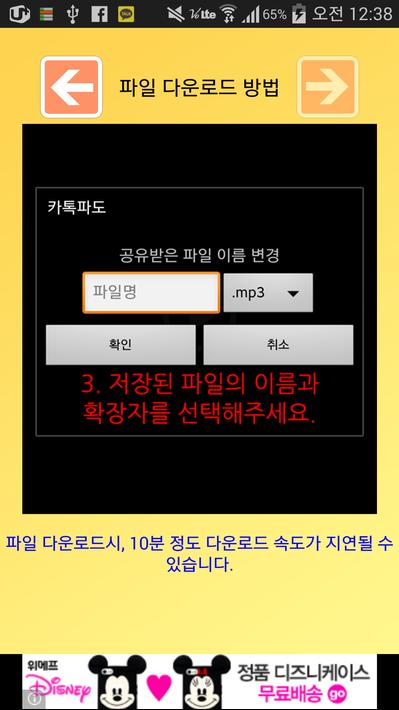 65% 오전 12:38
파일 다운로드 방법
카톡파도
공유받은 파일 이름 변경
파일명 .mp3
확인 취소
3. 저장된 파일의 이름과
확장자를 선택해주세요.
파일 다운로드시, 10분 정도 다운로드 속도가 지연될 수
있습니다.
위메프 정품 디즈니케이스
Disney 무료배송 go